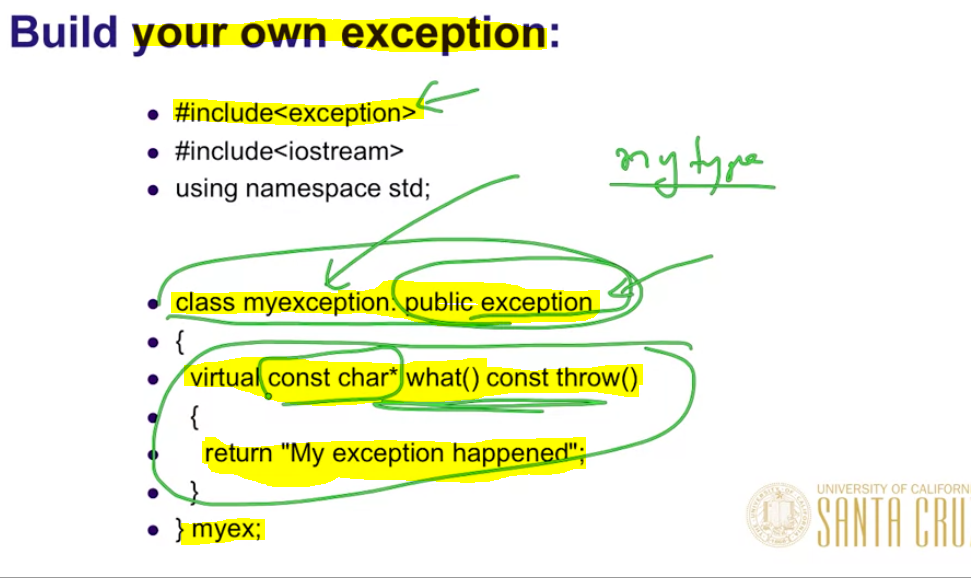 Build your own exception:
• #include<exception>
• #include<iostream>
• using namespace std;
my type
• class myexception: public exception
• {
• virtual const char* what() const throw()
• {
• return "My exception happened";
• }
• } myex;
UNIVERSITY OF CALIFORN
SANTA CRU